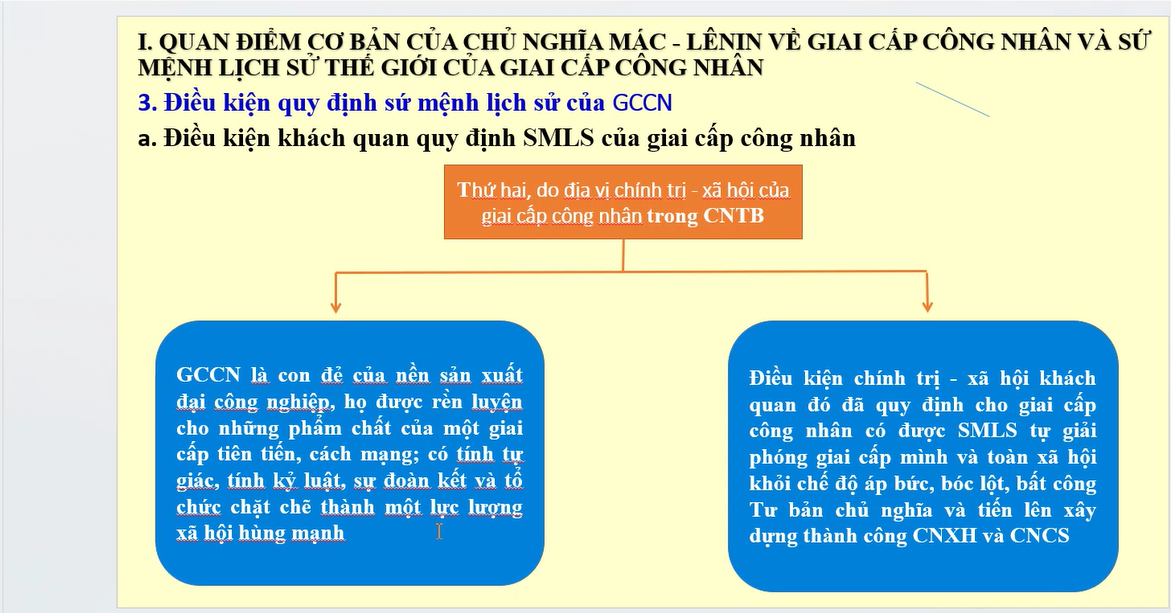 I. QUAN ĐIỂM CƠ BẢN CỦA CHỦ NGHĨA MÁC - LÊNIN VỀ GIAI CẤP CÔNG NHÂN VÀ SỨ
MỆNH LỊCH SỬ THẾ GIỚI CỦA GIAI CẤP CÔNG NHÂN
3. Điều kiện quy định sứ mệnh lịch sử của GCCN
a. Điều kiện khách quan quy định SMLS của giai cấp công nhân
Thứ hai, do địa vị chính trị - xã hội của
giai cấp công nhân trong CNTB
GCCN là con đẻ của nền sản xuất
đại công nghiệp, họ được rèn luyện
cho những phẩm chất của một giai
cấp tiên tiến, cách mạng; có tính tự
giác, tính kỷ luật, sự đoàn kết và tổ
chức chặt chẽ thành một lực lượng
xã hội hùng mạnh
Điều kiện chính trị - xã hội khách
quan đó đã quy định cho giai cấp
công nhân có được SMLS tự giải
phóng giai cấp mình và toàn xã hội
khỏi chế độ áp bức, bóc lột, bất công
Tư bản chủ nghĩa và tiến lên xây
dựng thành công CNXH và CNCS